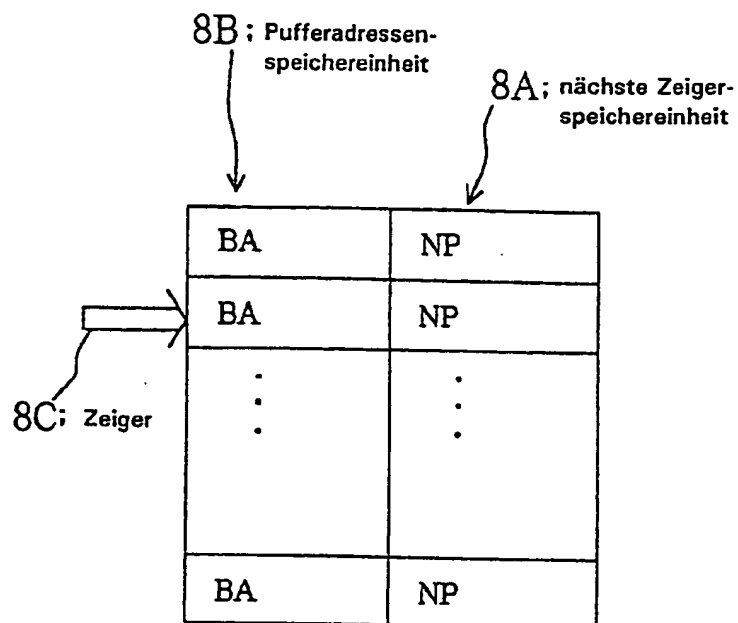 8B; Pufferadressen-
speichereinheit
8A; nächste Zeiger-
speichereinheit
BA NP
BA NP
8C; Zeiger
BA NP